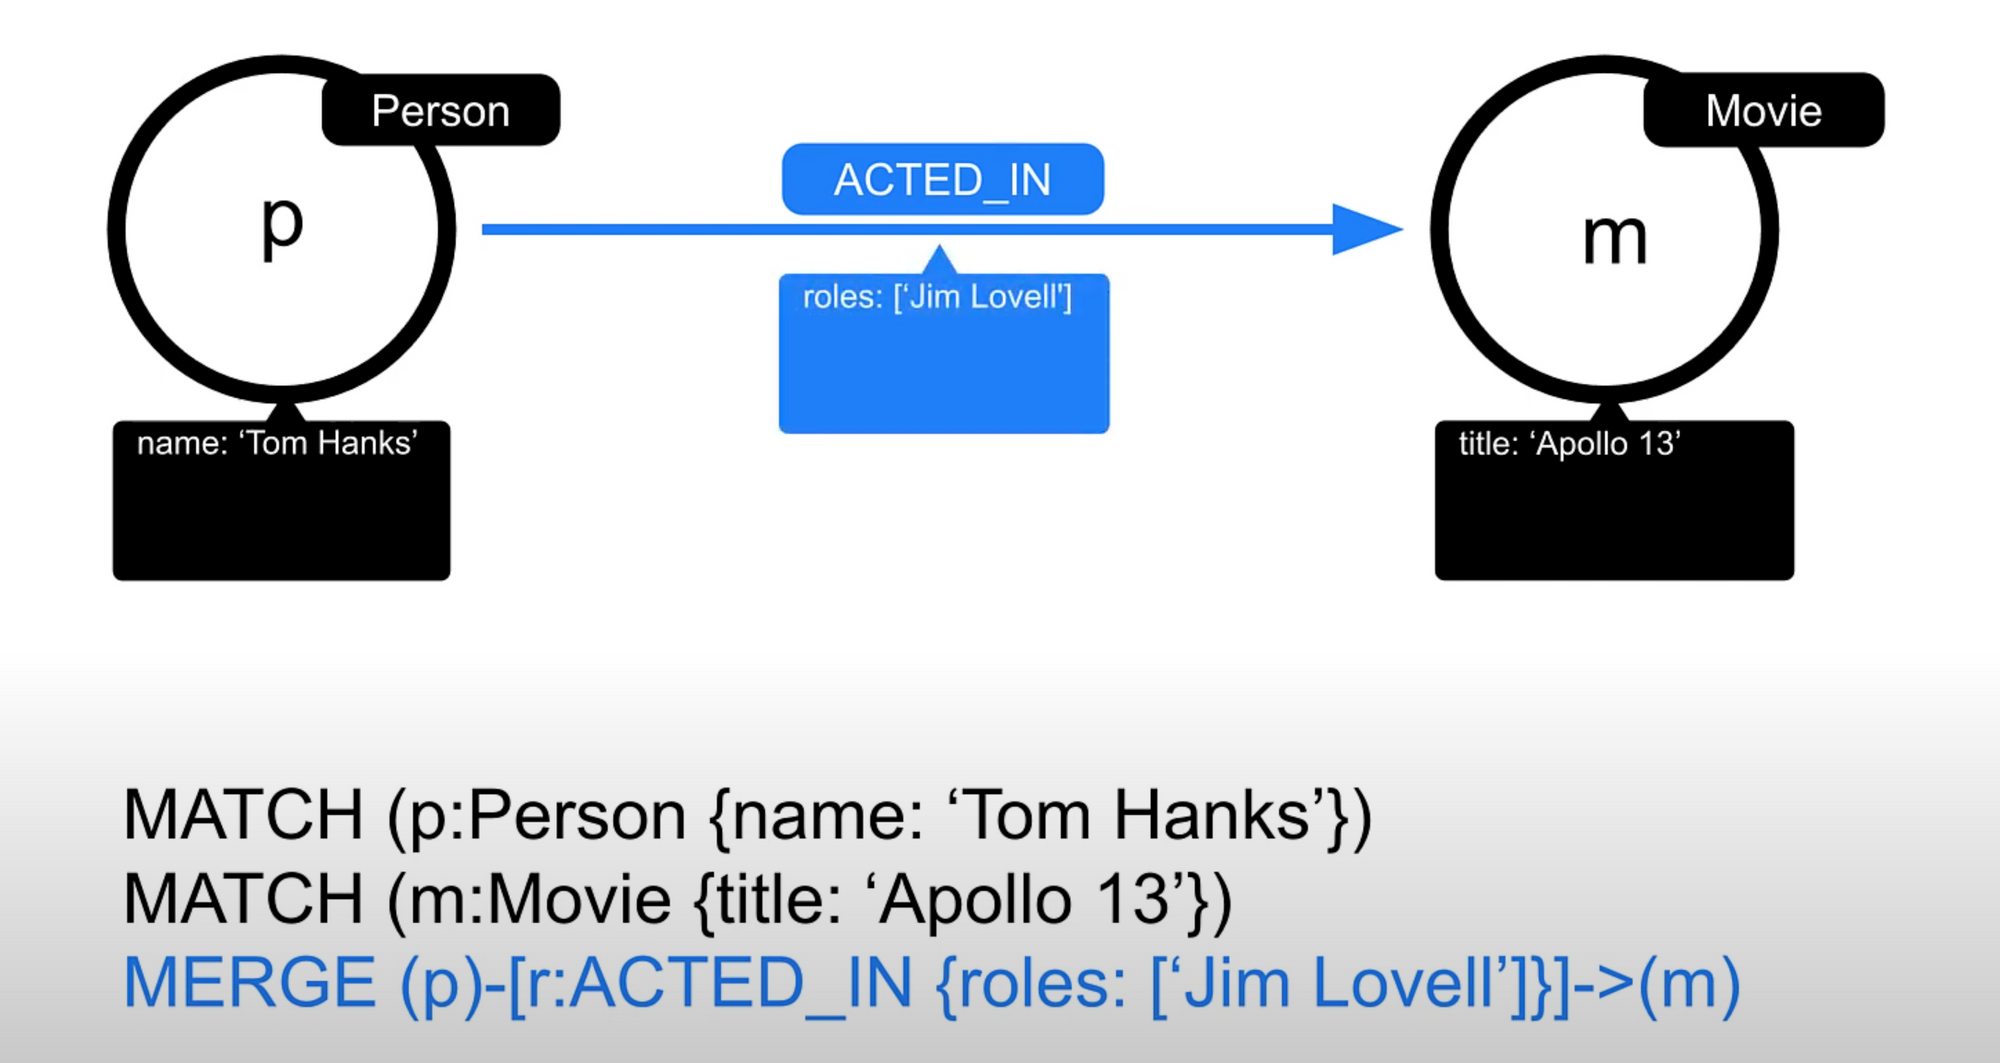 Person
p
ACTED_IN
Movie
m
roles: [‘Jim Lovell']
name: ‘Tom Hanks’
title: ‘Apollo 13’
MATCH (p:Person {name: ‘Tom Hanks’})
MATCH (m:Movie {title: ‘Apollo 13’})
MERGE (p)-[r:ACTED_IN {roles: [‘Jim Lovell’]}]->(m)